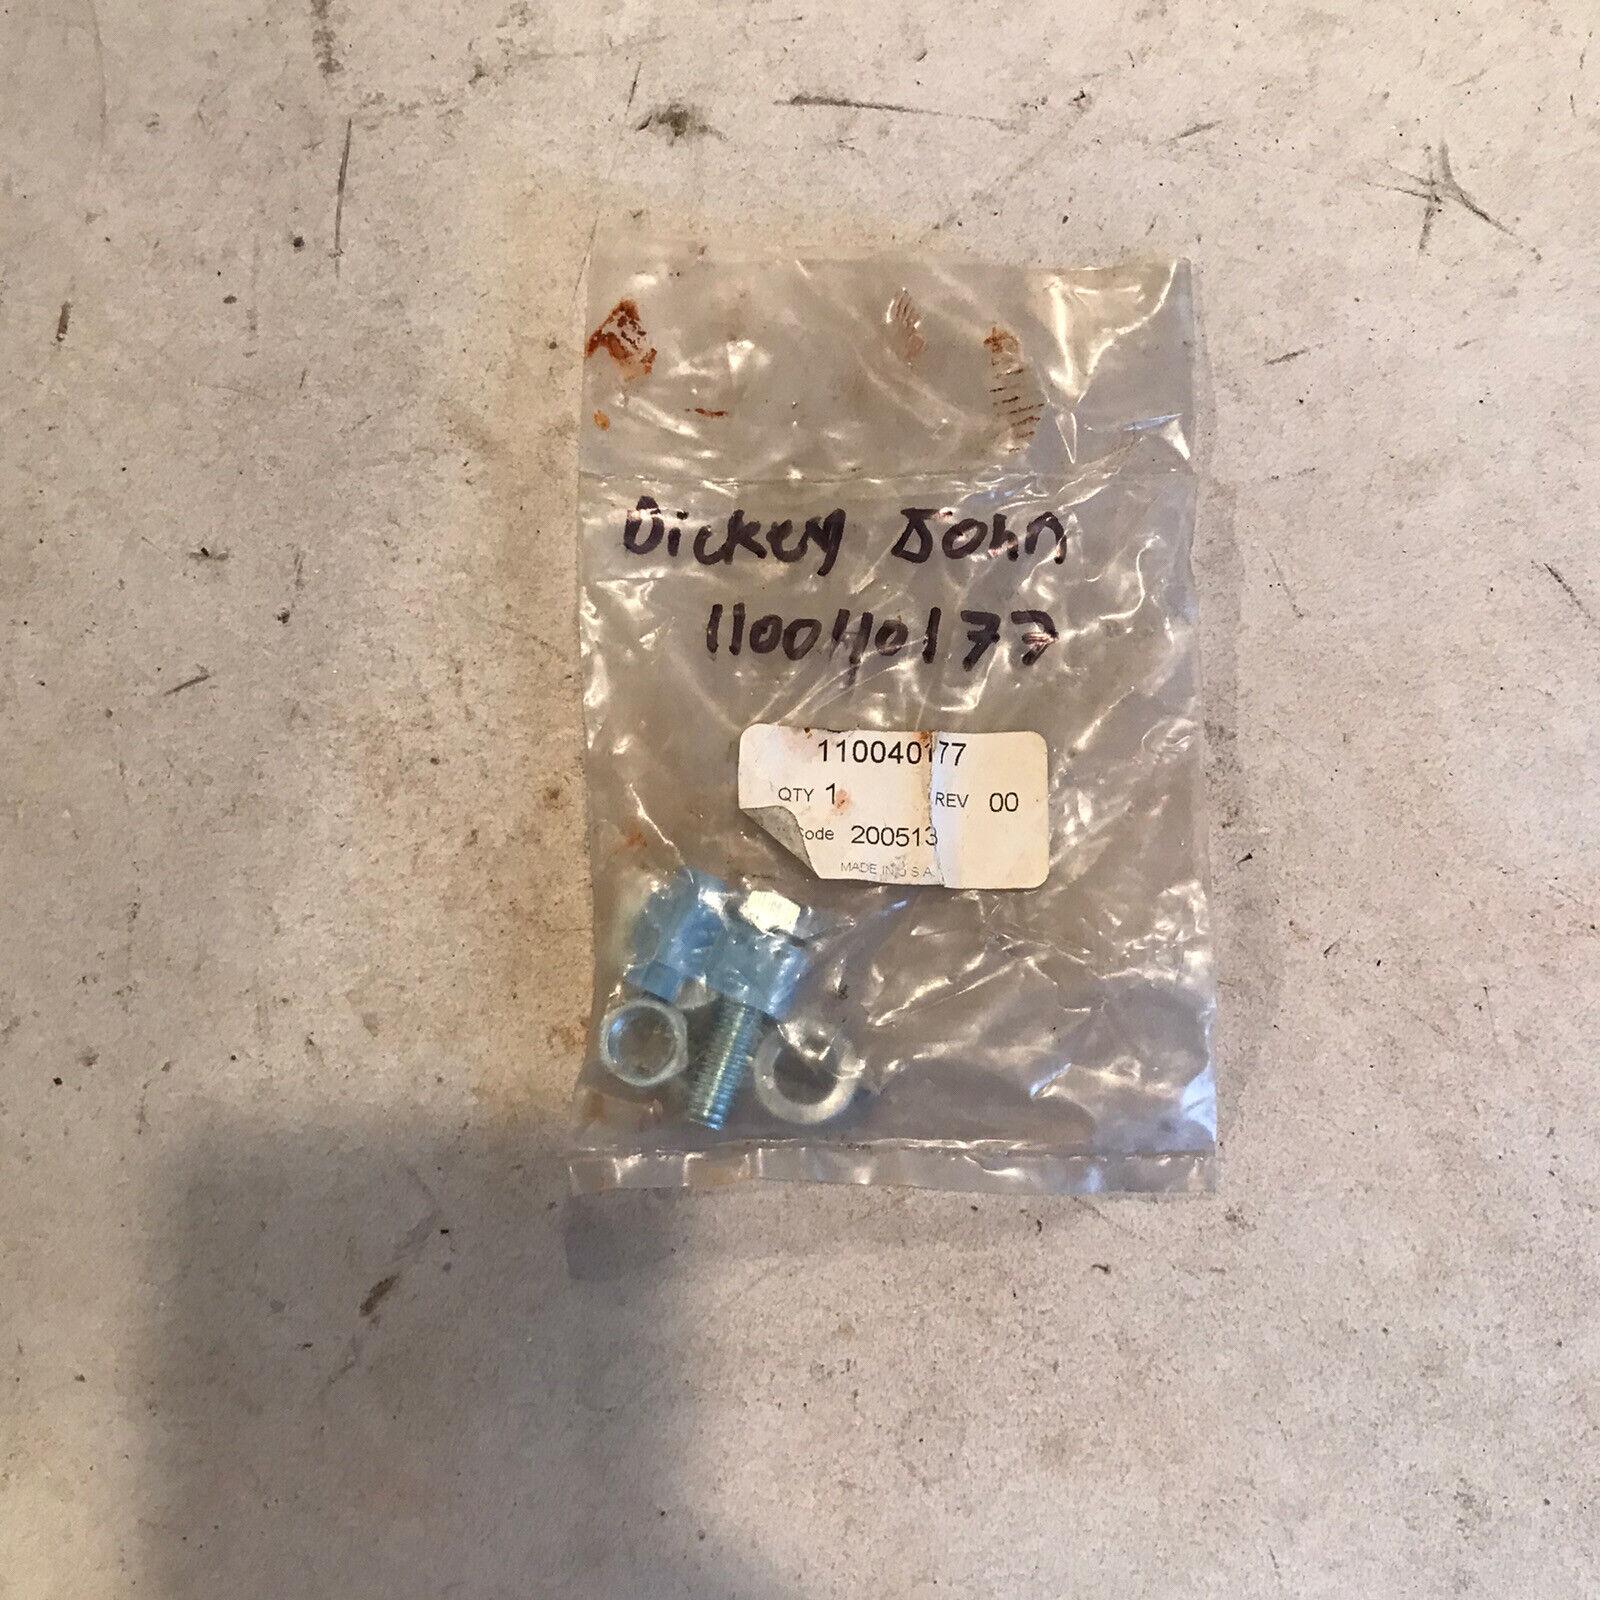 Dickey John
110040177
110040177
QTY 1 REV 00
Code 200513
MADE IN U S A